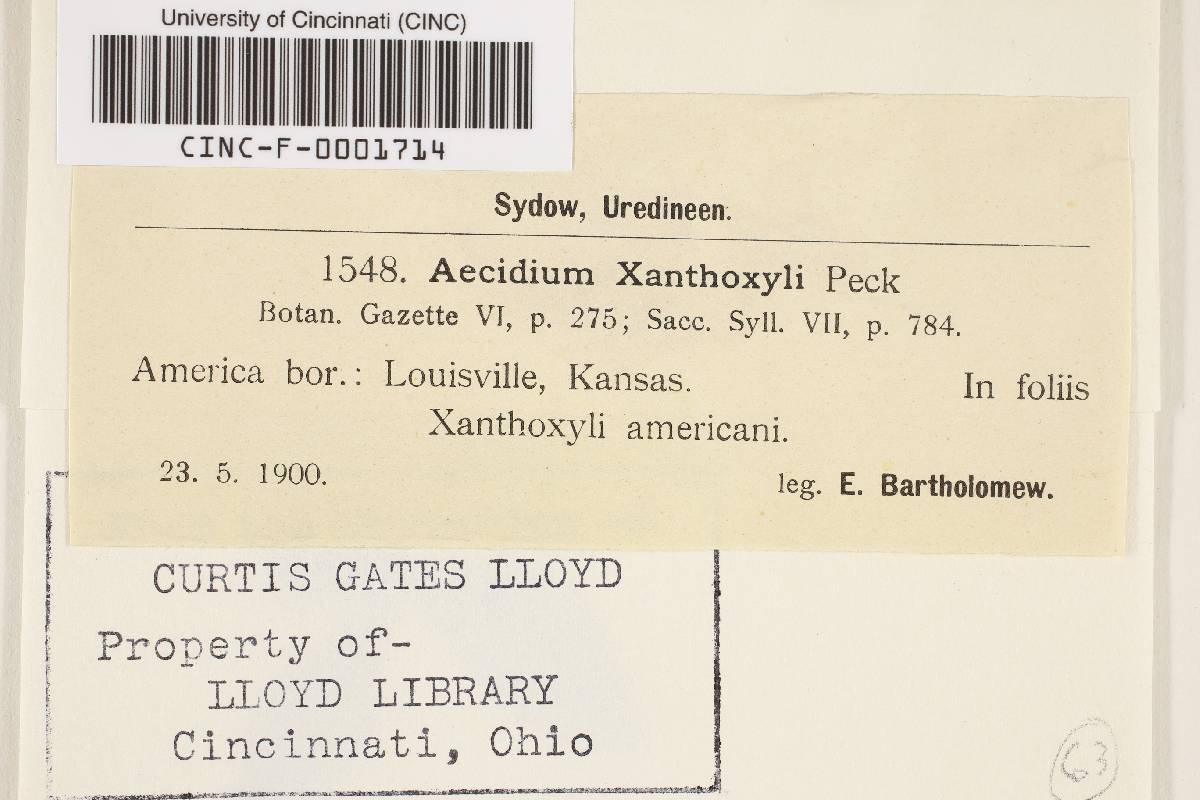 University of Cincinnati (CINC)
CINC-F-0001714
Sydow, Uredineen.
1548. Aecidium Xanthoxyli Peck
Botan. Gazette VI, p. 275; Sacc. Syll. VII, p. 784.
America bor.: Louisville, Kansas. In foliis
Xanthoxyli americani.
23. 5. 1900. leg. E. Bartholomew.
CURTIS GATES LLOYD
Property of-
LLOYD LIBRARY
Cincinnati, Ohio
63